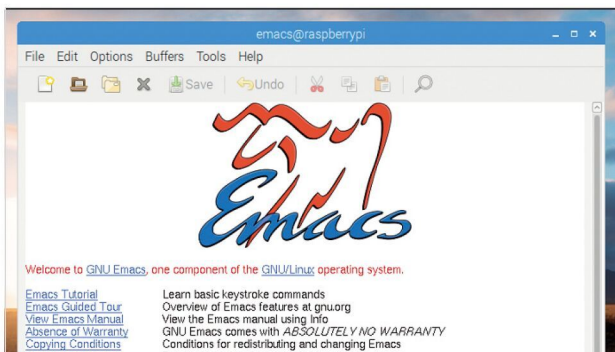 emacs@raspberrypi
File Edit Options Buffers Tools Help
Save Undo
Emacs
Welcome to GNU Emacs, one component of the GNU/Linux operating system.
Emacs Tutorial Learn basic keystroke commands
Emacs Guided Tour Overview of Emacs features at gnu.org
View Emacs Manual View the Emacs manual using Info
Absence of Warranty GNU Emacs comes with ABSOLUTELY NO WARRANTY
Copying Conditions Conditions for redistributing and changing Emacs